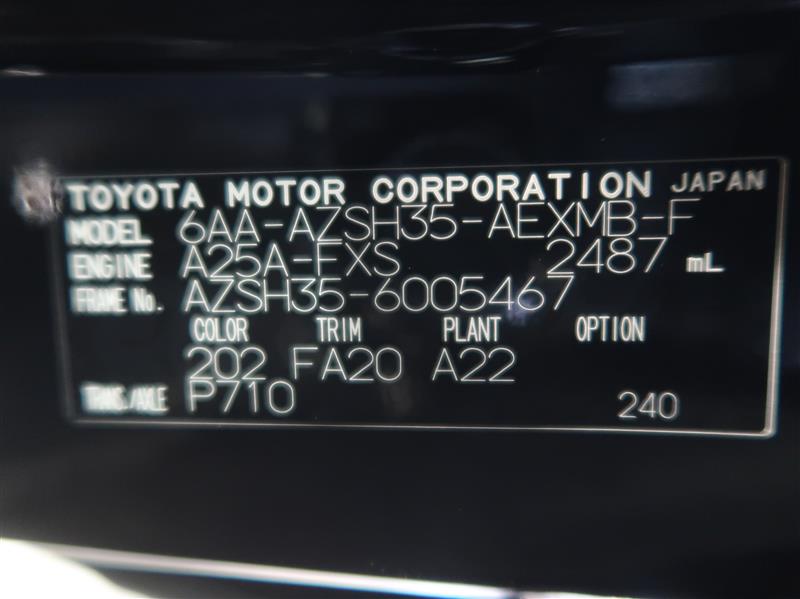 TOYOTA MOTOR CORPORATION JAPAN
MODEL 6AA-AZSH35-AEXMB-F
ENGINE A25A-FXS 2487 mL
FRAME No. AZSH35-6005467
COLOR TRIM PLANT OPTION
202 FA20 A22
TRANS./AXLE P710 240